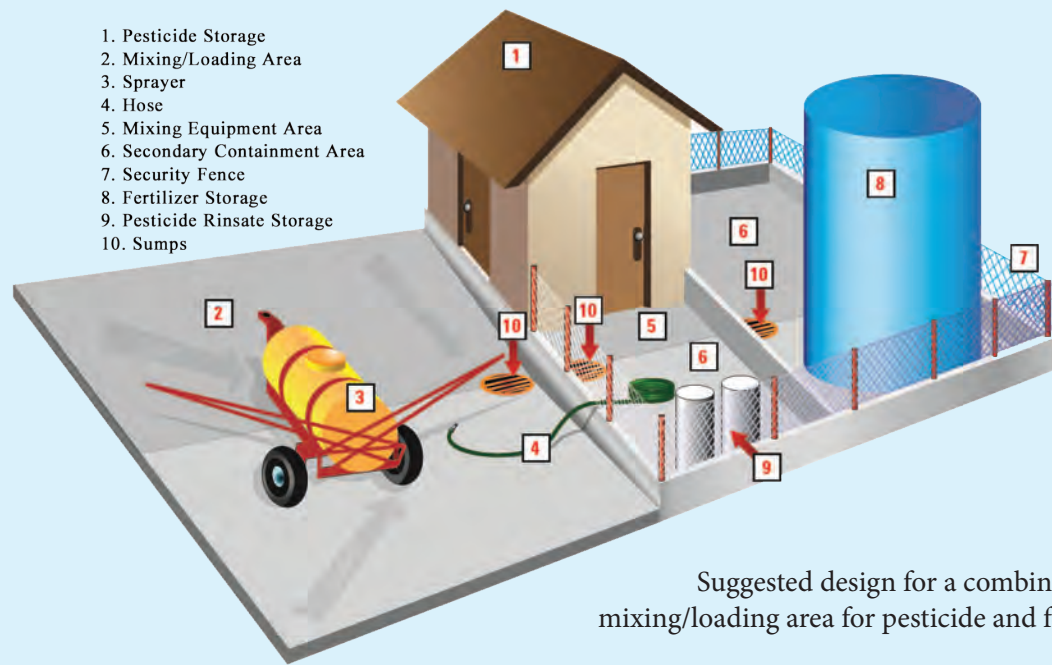 1. Pesticide Storage
2. Mixing/Loading Area
3. Sprayer
4. Hose
5. Mixing Equipment Area
6. Secondary Containment Area
7. Security Fence
8. Fertilizer Storage
9. Pesticide Rinsate Storage
10. Sumps
1
8
6
7
10
2
10
10
5
6
3
4
9
Suggested design for a combin
mixing/loading area for pesticide and f